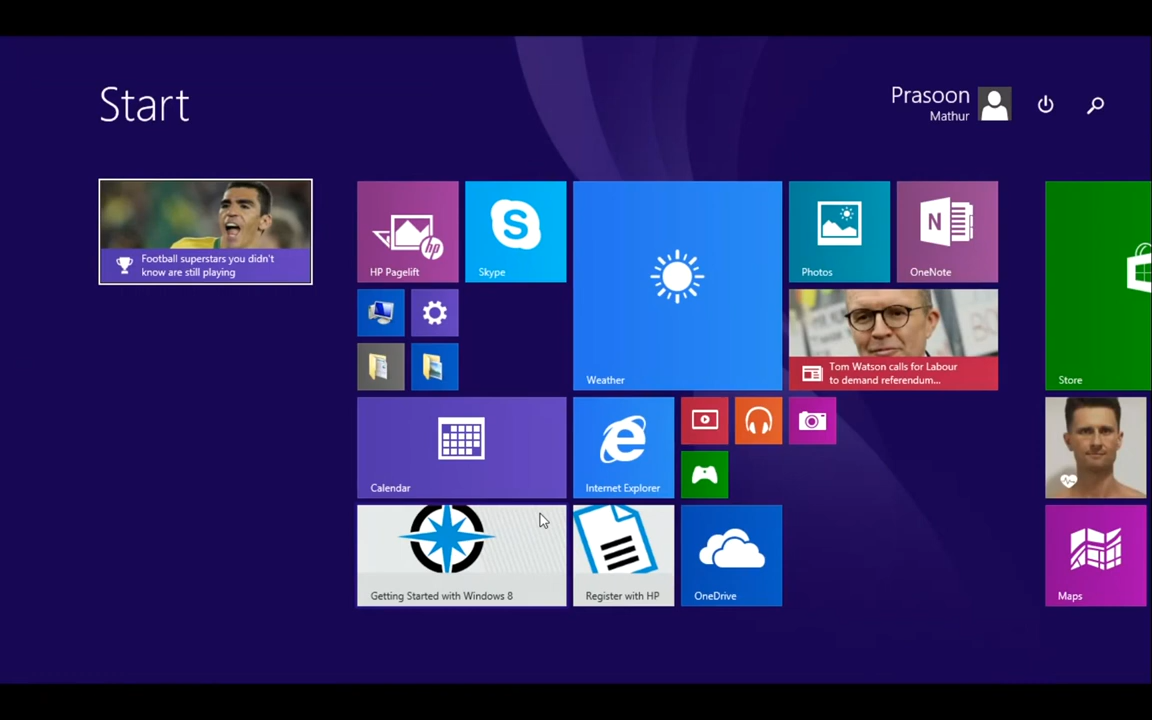 Start
Prasoon
Mathur
Football superstars you didn't
know are still playing
HP Pagelift
hp
Skype
S
Weather
Photos
OneNote
N
Tom Watson calls for Labour
to demand referendum...
Store
Calendar
Internet Explorer
Getting Started with Windows 8
Register with HP
OneDrive
Maps